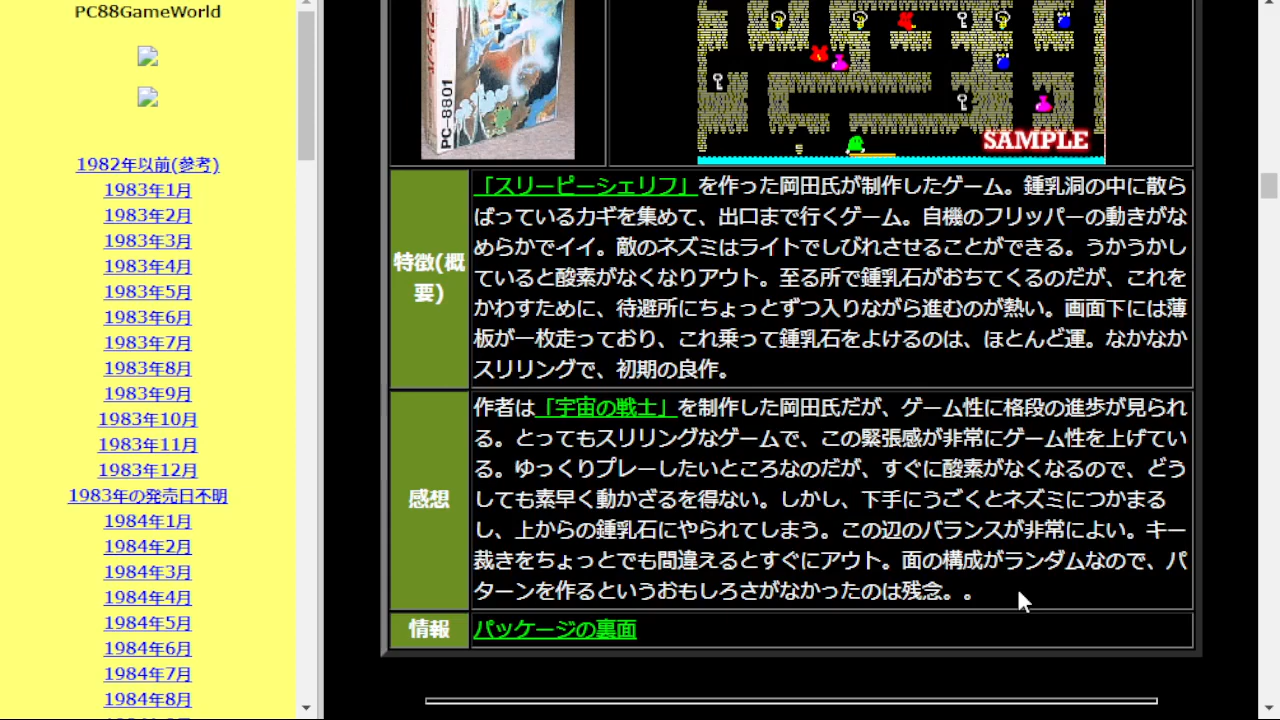 PC88GameWorld
1982年以前(参考)
1983年1月
1983年2月
1983年3月
1983年4月
1983年5月
1983年6月
1983年7月
1983年8月
1983年9月
1983年10月
1983年11月
1983年12月
1983年の発売日不明
1984年1月
1984年2月
1984年3月
1984年4月
1984年5月
1984年6月
1984年7月
1984年8月
PC-8801
SAMPLE
特徴(概
要)
「スリーピーシェリフ」を作った岡田氏が制作したゲーム。鍾乳洞の中に散ら
ばっているカギを集めて、出口まで行くゲーム。自機のフリッパーの動きがな
めらかでイイ。敵のネズミはライトでしびれさせることができる。うかうかし
ていると酸素がなくなりアウト。至る所で鍾乳石がおちてくるのだが、これを
かわすために、待避所にちょっとずつ入りながら進むのが熱い。画面下には薄
板が一枚走っており、これ乗って鍾乳石をよけるのは、ほとんど運。なかなか
スリリングで、初期の良作。
感想
作者は「宇宙の戦士」を制作した岡田氏だが、ゲーム性に格段の進歩が見られ
る。とってもスリリングなゲームで、この緊張感が非常にゲーム性を上げてい
る。ゆっくりプレーしたいところなのだが、すぐに酸素がなくなるので、どう
しても素早く動かざるを得ない。しかし、下手にうごくとネズミにつかまる
し、上からの鍾乳石にやられてしまう。この辺のバランスが非常によい。キー
裁きをちょっとでも間違えるとすぐにアウト。面の構成がランダムなので、パ
ターンを作るというおもしろさがなかったのは残念。。
情報
パッケージの裏面